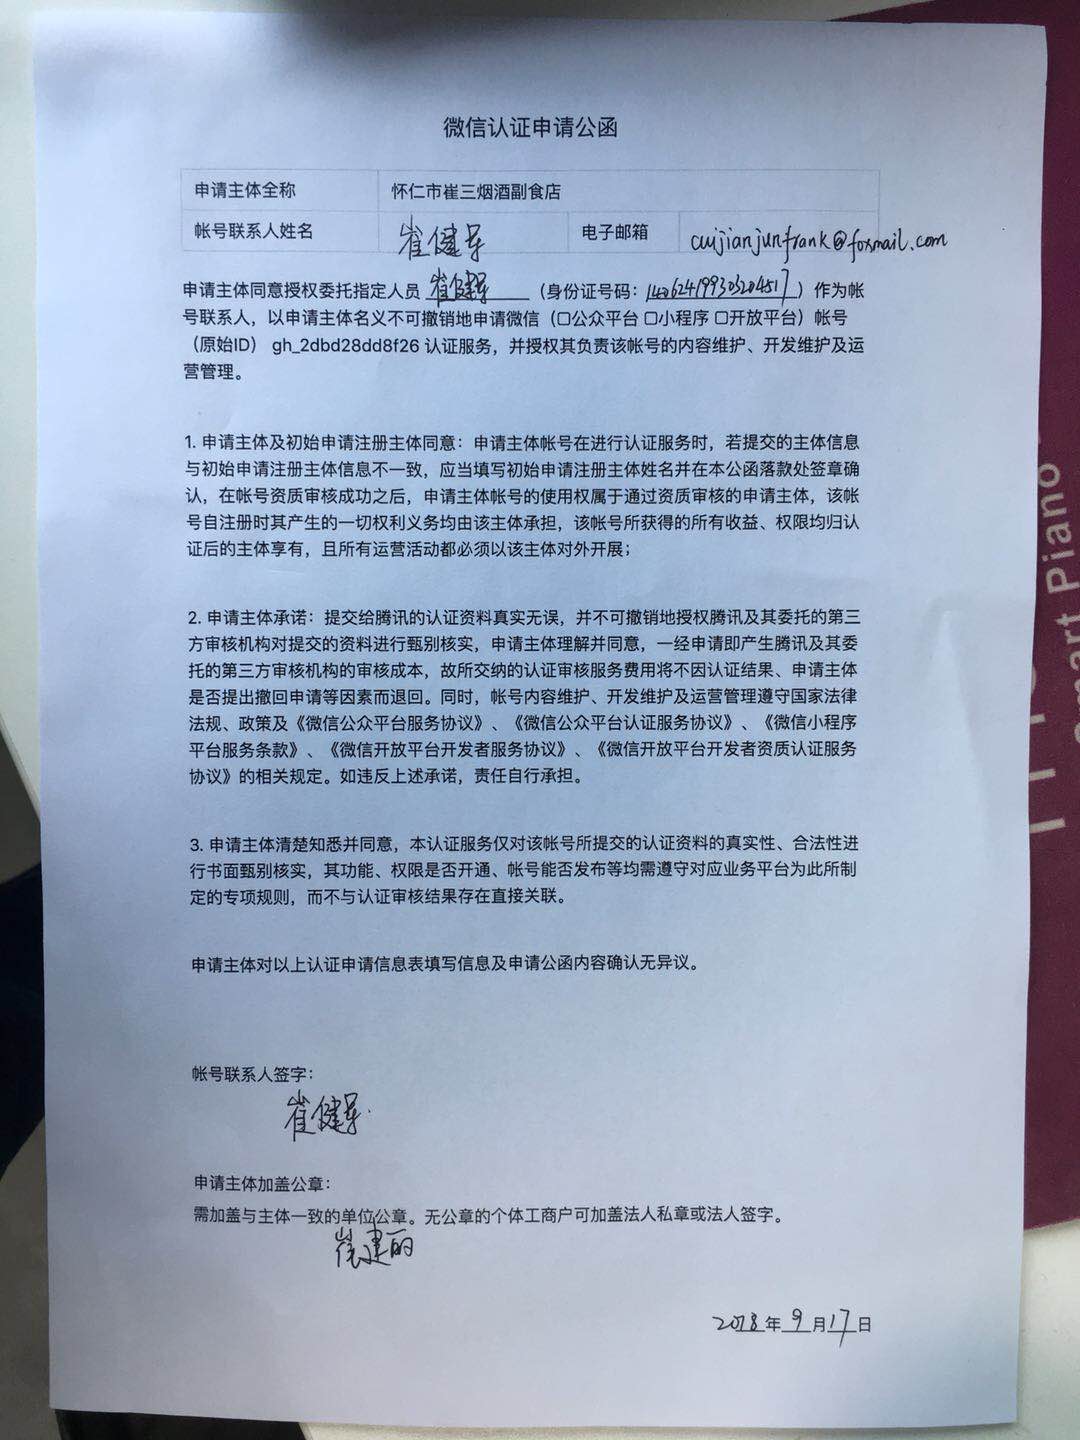 微信认证申请公函
申请主体全称 怀仁市崔三烟酒副食店
帐号联系人姓名 崔健军 电子邮箱 cuijianjunfrank@foxmail.com
申请主体同意授权委托指定人员 崔健军 （身份证号码：140624199303204517）作为帐
号联系人，以申请主体名义不可撤销地申请微信（□公众平台 □小程序 □开放平台）帐号
（原始ID） gh_2dbd28dd8f26 认证服务，并授权其负责该帐号的内容维护、开发维护及运
营管理。
1. 申请主体及初始申请注册主体同意：申请主体帐号在进行认证服务时，若提交的主体信息
与初始申请注册主体信息不一致，应当填写初始申请注册主体姓名并在本公函落款处签章确
认，在帐号资质审核成功之后，申请主体帐号的使用权属于通过资质审核的申请主体，该帐
号自注册时其产生的一切权利义务均由该主体承担，该帐号所获得的所有收益、权限均归认
证后的主体享有，且所有运营活动都必须以该主体对外开展；
2. 申请主体承诺：提交给腾讯的认证资料真实无误，并不可撤销地授权腾讯及其委托的第三
方审核机构对提交的资料进行甄别核实，申请主体理解并同意，一经申请即产生腾讯及其委
托的第三方审核机构的审核成本，故所交纳的认证审核服务费用将不因认证结果、申请主体
是否提出撤回申请等因素而退回。同时，帐号内容维护、开发维护及运营管理遵守国家法律
法规、政策及《微信公众平台服务协议》、《微信公众平台认证服务协议》、《微信小程序
平台服务条款》、《微信开放平台开发者服务协议》、《微信开放平台开发者资质认证服务
协议》的相关规定。如违反上述承诺，责任自行承担。
3. 申请主体清楚知悉并同意，本认证服务仅对该帐号所提交的认证资料的真实性、合法性进
行书面甄别核实，其功能、权限是否开通、帐号能否发布等均需遵守对应业务平台为此所制
定的专项规则，而不与认证审核结果存在直接关联。
申请主体对以上认证申请信息表填写信息及申请公函内容确认无异议。
帐号联系人签字：
崔健军
申请主体加盖公章：
需加盖与主体一致的单位公章。无公章的个体工商户可加盖法人私章或法人签字。
崔建丽
2018年9月17日
Piano